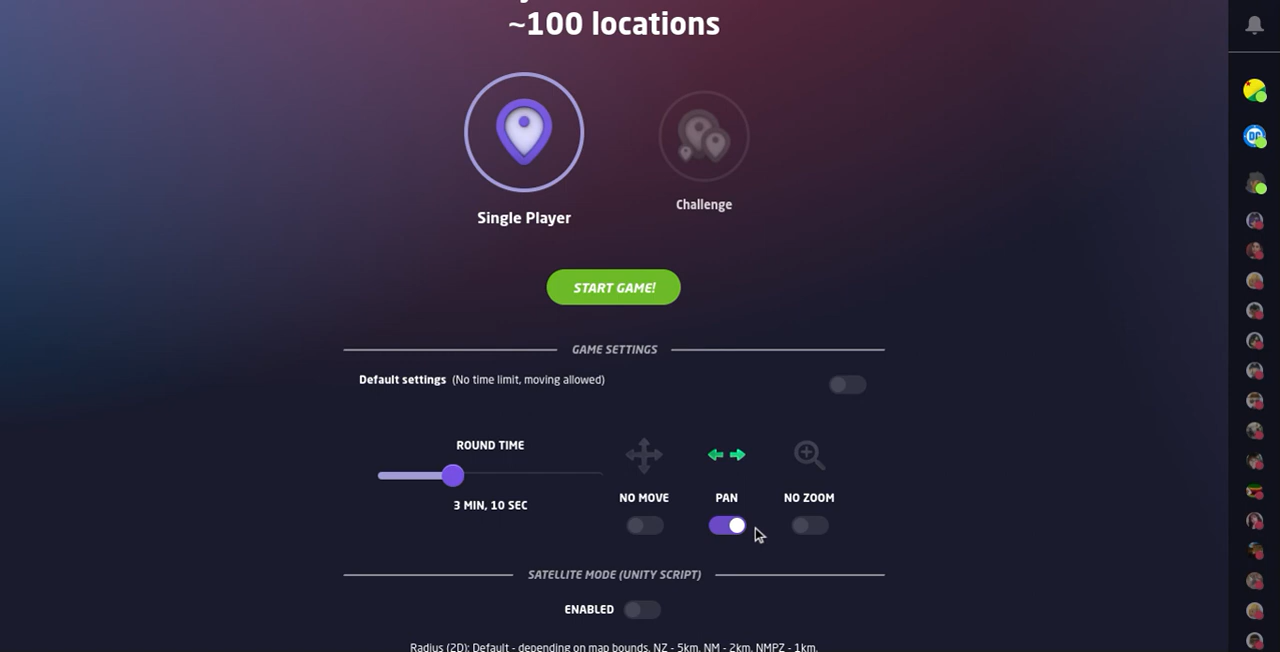 ~100 locations
Single Player
Challenge
START GAME!
GAME SETTINGS
Default settings (No time limit, moving allowed)
ROUND TIME
3 MIN, 10 SEC
NO MOVE
PAN
NO ZOOM
SATELLITE MODE (UNITY SCRIPT)
ENABLED
Radius (2D): Default - depending on map bounds, NZ - 5km, NM - 2km, NMPZ - 1km.